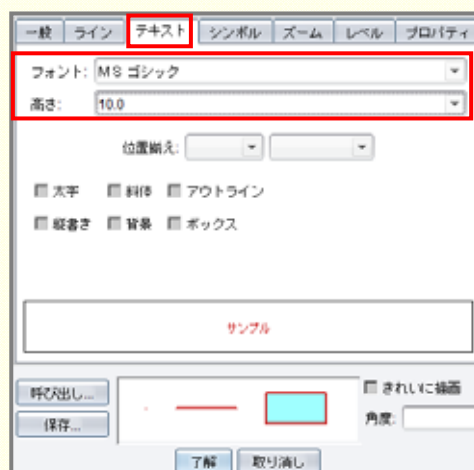 一般 ライン テキスト シンボル ズーム レベル プロパティ
フォント: MS ゴシック
高さ: 10.0
位置揃え:
太字 斜体 アウトライン
縦書き 背景 ボックス
サンプル
呼び出し... きれいに描画
保存... 角度:
了解 取り消し